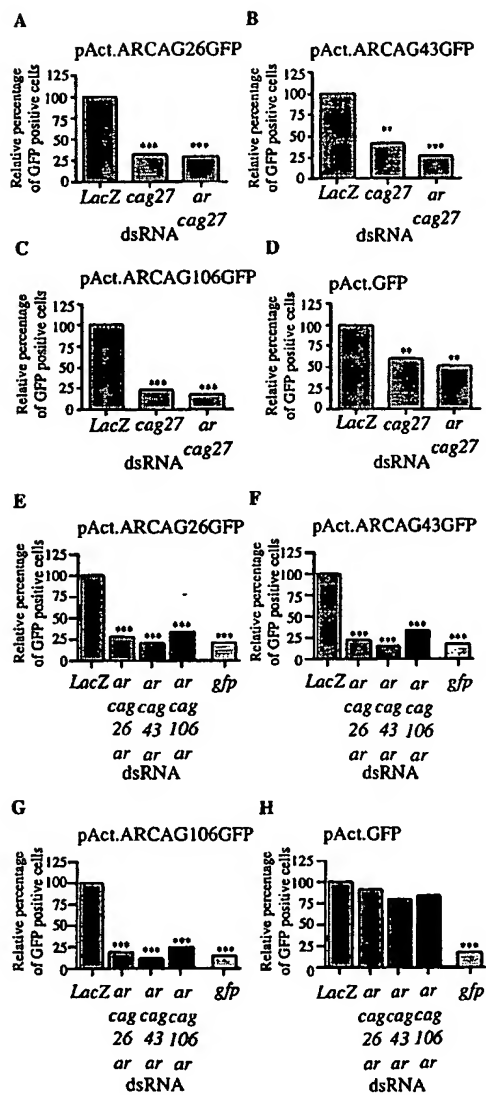 A
pAct.ARCAG26GFP
Relative percentage
of GFP positive cells
125
100
75
50
25
0
***
***
LacZ cag27 ar
cag27
dsRNA
B
pAct.ARCAG43GFP
Relative percentage
of GFP positive cells
125
100
75
50
25
0
**
***
LacZ cag27 ar
cag27
dsRNA
C
pAct.ARCAG106GFP
Relative percentage
of GFP positive cells
125
100
75
50
25
0
***
***
LacZ cag27 ar
cag27
dsRNA
D
pAct.GFP
Relative percentage
of GFP positive cells
125
100
75
50
25
0
**
**
LacZ cag27 ar
cag27
dsRNA
E
pAct.ARCAG26GFP
Relative percentage
of GFP positive cells
125
100
75
50
25
0
***
***
***
***
LacZ ar ar ar gfp
cag cag cag
26 43 106
ar ar ar
dsRNA
F
pAct.ARCAG43GFP
Relative percentage
of GFP positive cells
125
100
75
50
25
0
***
***
***
***
LacZ ar ar ar gfp
cag cag cag
26 43 106
ar ar ar
dsRNA
G
pAct.ARCAG106GFP
Relative percentage
of GFP positive cells
125
100
75
50
25
0
***
***
***
***
LacZ ar ar ar gfp
cag cag cag
26 43 106
ar ar ar
dsRNA
H
pAct.GFP
Relative percentage
of GFP positive cells
125
100
75
50
25
0
***
LacZ ar ar ar gfp
cag cag cag
26 43 106
ar ar ar
dsRNA